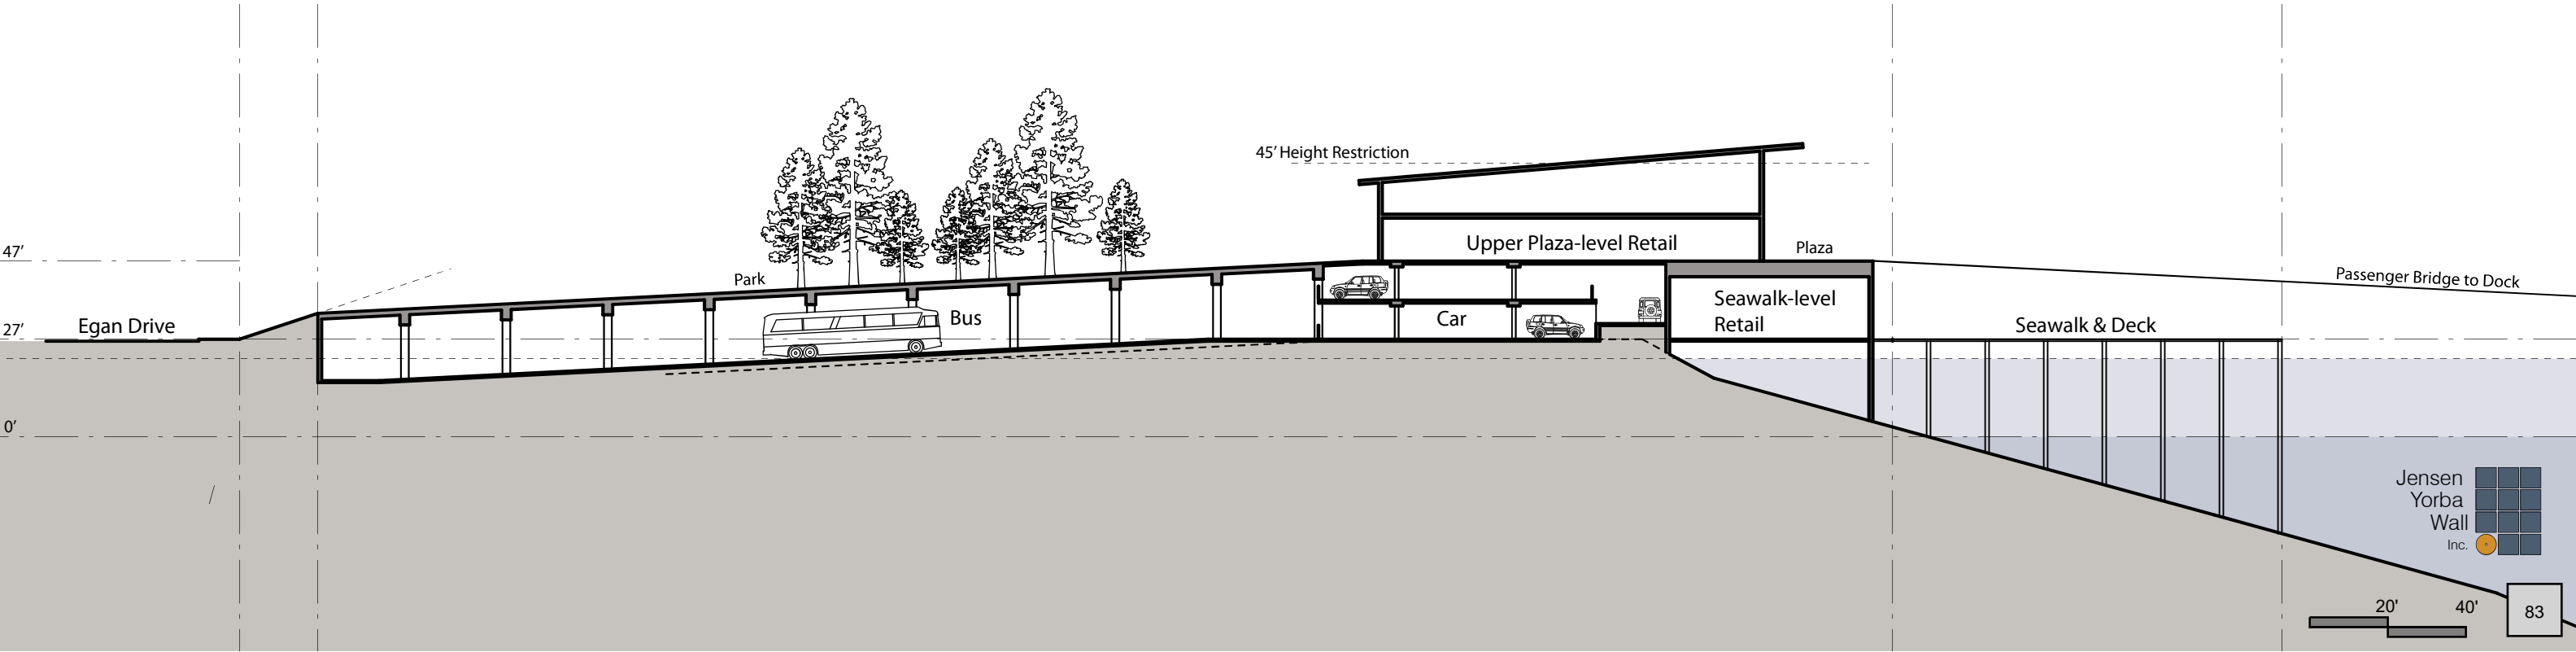 45’ Height Restriction
Upper Plaza-level Retail
Plaza
47’
Park
Passenger Bridge to Dock
Seawalk-level
Retail
27’
Egan Drive
Bus
Car
Seawalk & Deck
0’
Jensen
Yorba
Wall
Inc.
20'
40'
83